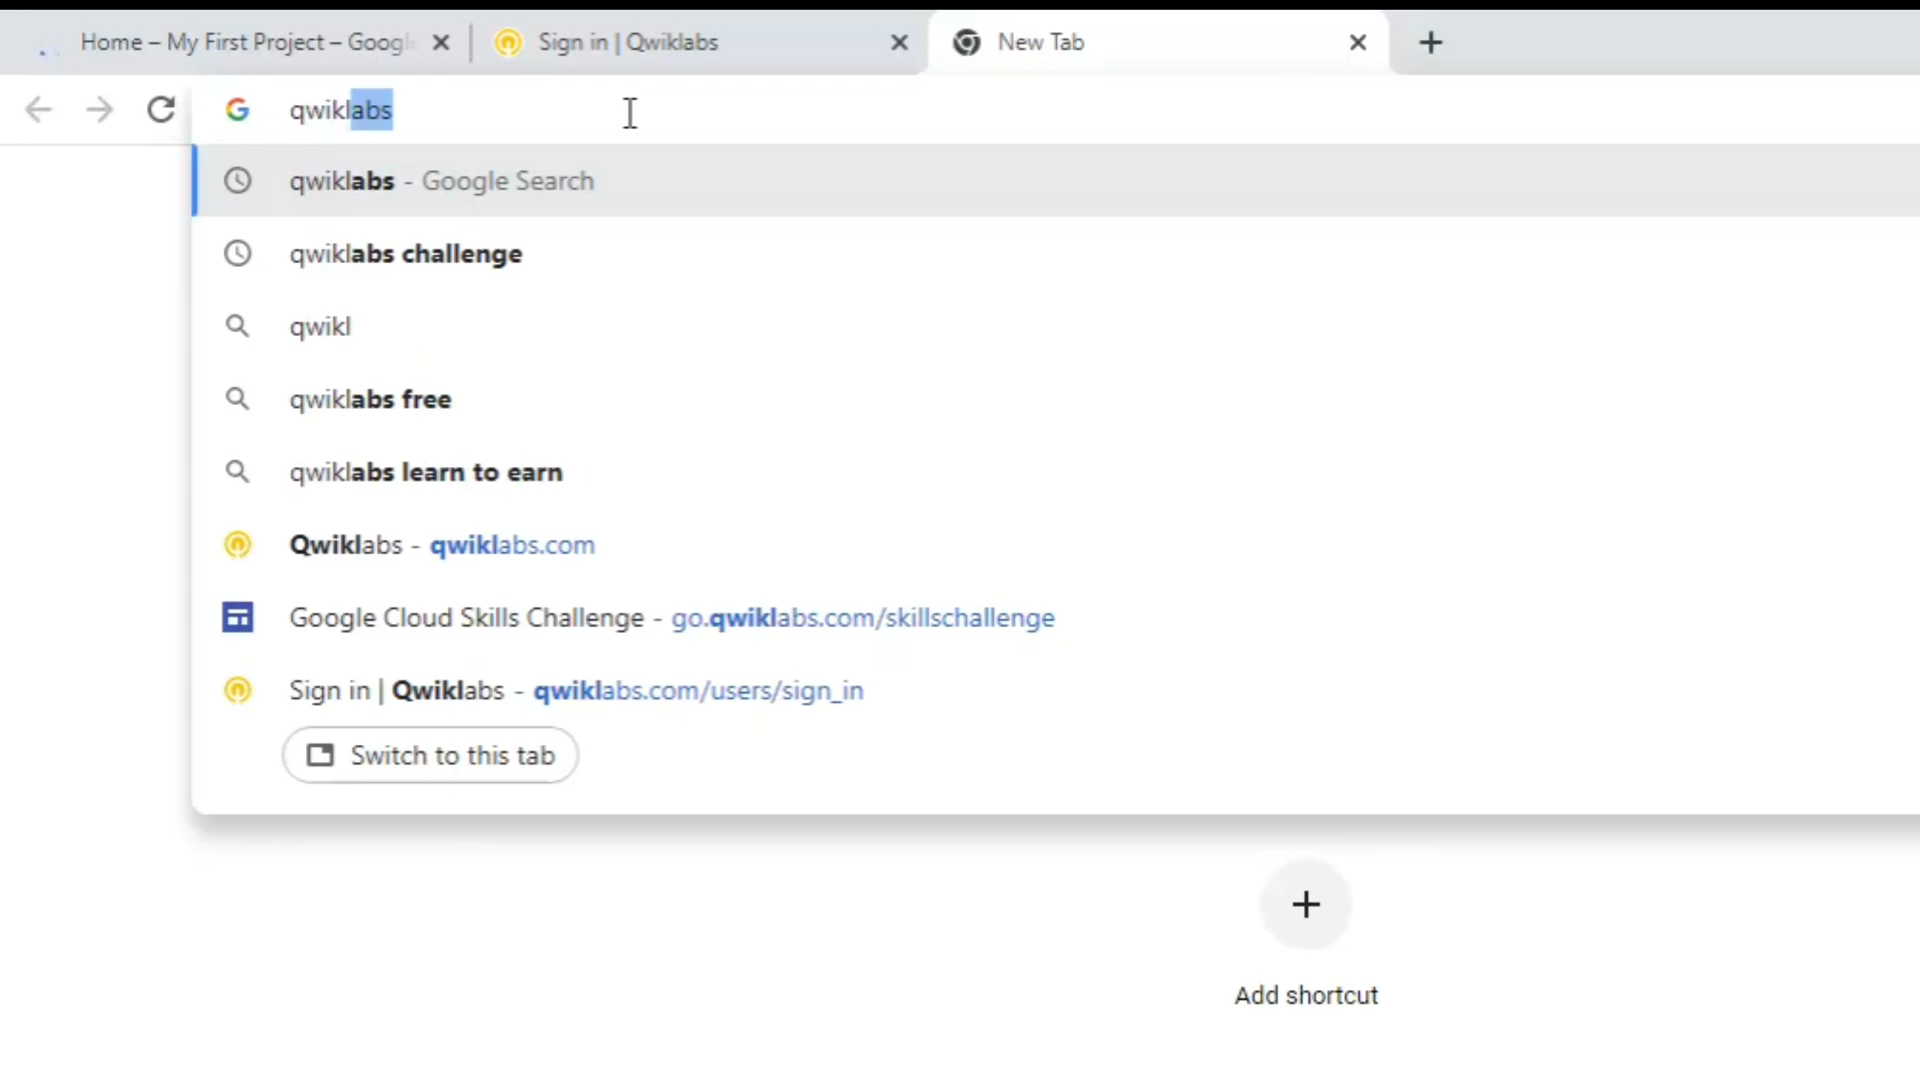 Home – My First Project – Googl
Sign in | Qwiklabs
New Tab
qwiklabs
qwiklabs - Google Search
qwiklabs challenge
qwikl
qwiklabs free
qwiklabs learn to earn
Qwiklabs - qwiklabs.com
Google Cloud Skills Challenge - go.qwiklabs.com/skillschallenge
Sign in | Qwiklabs - qwiklabs.com/users/sign_in
Switch to this tab
Add shortcut